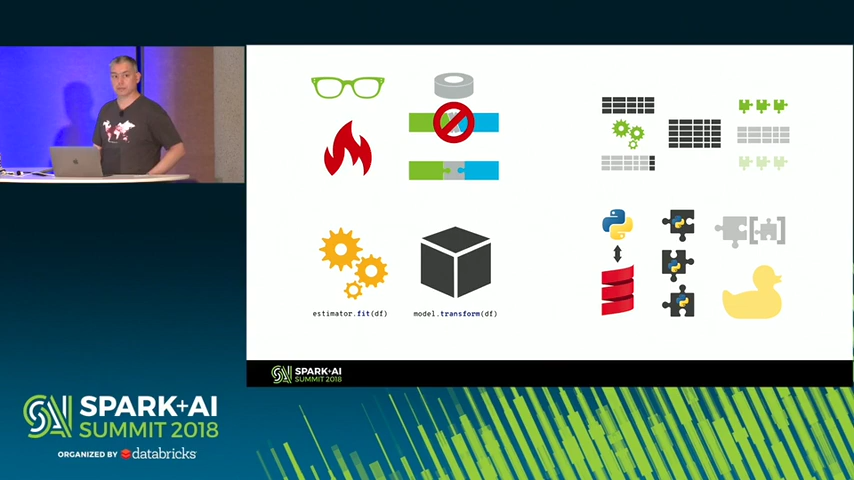 estimator.fit(df)
model.transform(df)
SPARK+AI
SUMMIT 2018
SPARK+AI
SUMMIT 2018
ORGANIZED BY databricks